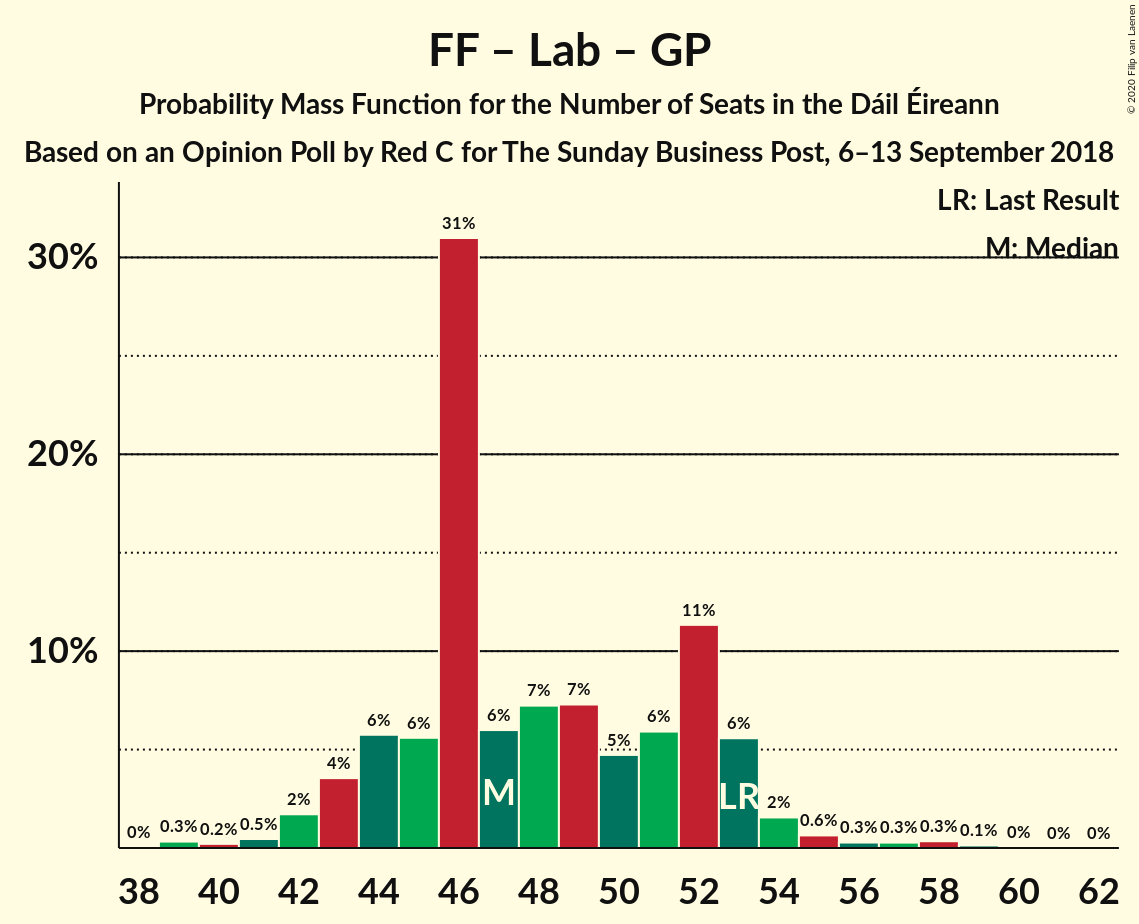 FF – Lab – GP
Probability Mass Function for the Number of Seats in the Dáil Éireann
Based on an Opinion Poll by Red C for The Sunday Business Post, 6–13 September 2018
© 2020 Filip van Laenen
LR: Last Result
M: Median
30%
20%
10%
0% 0.3% 0.2% 0.5% 2% 4% 6% 6% 31% 6% 7% 7% 5% 6% 11% 6% 2% 0.6% 0.3% 0.3% 0.3% 0.1% 0% 0% 0%
M LR
38 40 42 44 46 48 50 52 54 56 58 60 62